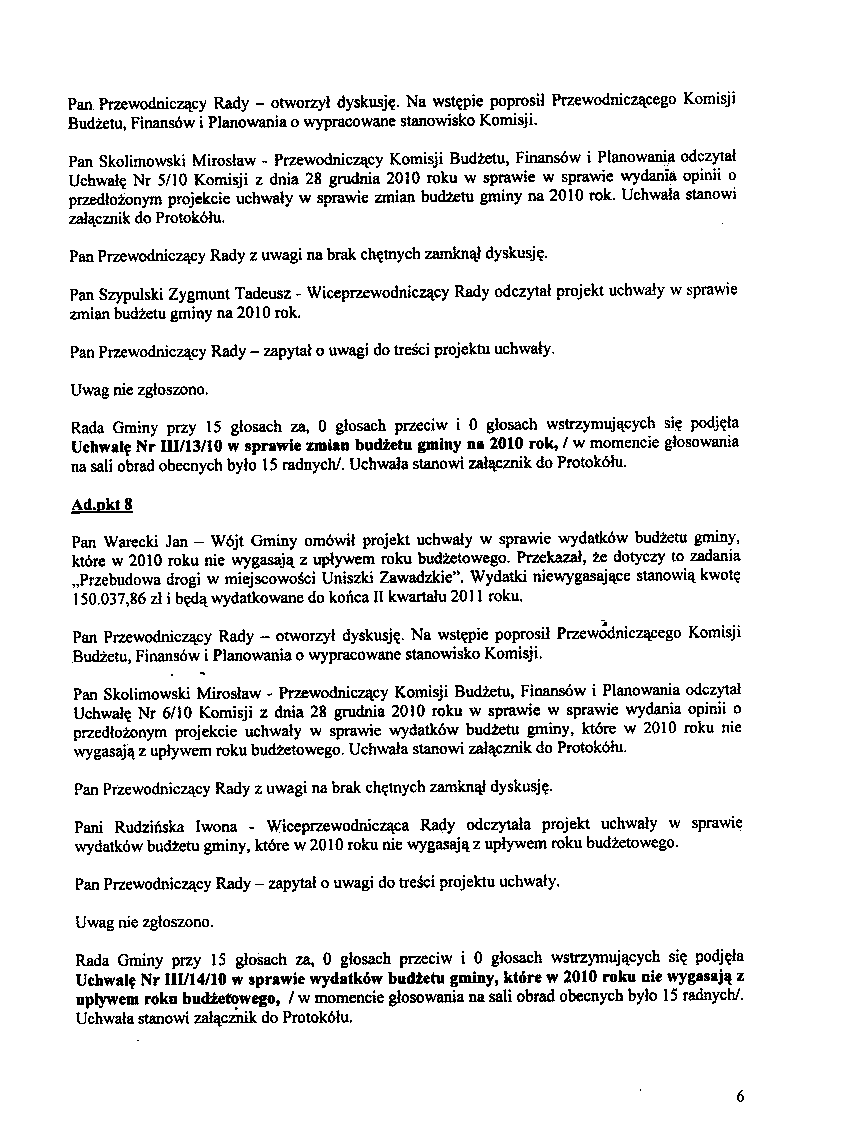 Pan Przewodniczący Rady – otworzył dyskusję. Na wstępie poprosił Przewodniczącego Komisji
Budżetu, Finansów i Planowania o wypracowane stanowisko Komisji.
Pan Skolimowski Mirosław - Przewodniczący Komisji Budżetu, Finansów i Planowania odczytał
Uchwałę Nr 5/10 Komisji z dnia 28 grudnia 2010 roku w sprawie w sprawie wydania opinii o
przedłożonym projekcie uchwały w sprawie zmian budżetu gminy na 2010 rok. Uchwała stanowi
załącznik do Protokółu.
Pan Przewodniczący Rady z uwagi na brak chętnych zamknął dyskusję.
Pan Szypulski Zygmunt Tadeusz - Wiceprzewodniczący Rady odczytał projekt uchwały w sprawie
zmian budżetu gminy na 2010 rok.
Pan Przewodniczący Rady – zapytał o uwagi do treści projektu uchwały.
Uwag nie zgłoszono.
Rada Gminy przy 15 głosach za, 0 głosach przeciw i 0 głosach wstrzymujących się podjęła
Uchwałę Nr III/13/10 w sprawie zmian budżetu gminy na 2010 rok, / w momencie głosowania
na sali obrad obecnych było 15 radnych/. Uchwała stanowi załącznik do Protokółu.
Ad.pkt 8
Pan Warecki Jan – Wójt Gminy omówił projekt uchwały w sprawie wydatków budżetu gminy,
które w 2010 roku nie wygasają z upływem roku budżetowego. Przekazał, że dotyczy to zadania
„Przebudowa drogi w miejscowości Uniszki Zawadzkie”. Wydatki niewygasające stanowią kwotę
150.037,86 zł i będą wydatkowane do końca II kwartału 2011 roku.
Pan Przewodniczący Rady – otworzył dyskusję. Na wstępie poprosił Przewodniczącego Komisji
Budżetu, Finansów i Planowania o wypracowane stanowisko Komisji.
Pan Skolimowski Mirosław - Przewodniczący Komisji Budżetu, Finansów i Planowania odczytał
Uchwałę Nr 6/10 Komisji z dnia 28 grudnia 2010 roku w sprawie w sprawie wydania opinii o
przedłożonym projekcie uchwały w sprawie wydatków budżetu gminy, które w 2010 roku nie
wygasają z upływem roku budżetowego. Uchwała stanowi załącznik do Protokółu.
Pan Przewodniczący Rady z uwagi na brak chętnych zamknął dyskusję.
Pani Rudzińska Iwona - Wiceprzewodnicząca Rady odczytała projekt uchwały w sprawie
wydatków budżetu gminy, które w 2010 roku nie wygasają z upływem roku budżetowego.
Pan Przewodniczący Rady – zapytał o uwagi do treści projektu uchwały.
Uwag nie zgłoszono.
Rada Gminy przy 15 głosach za, 0 głosach przeciw i 0 głosach wstrzymujących się podjęła
Uchwałę Nr III/14/10 w sprawie wydatków budżetu gminy, które w 2010 roku nie wygasają z
upływem roku budżetowego, / w momencie głosowania na sali obrad obecnych było 15 radnych/.
Uchwała stanowi załącznik do Protokółu.
6